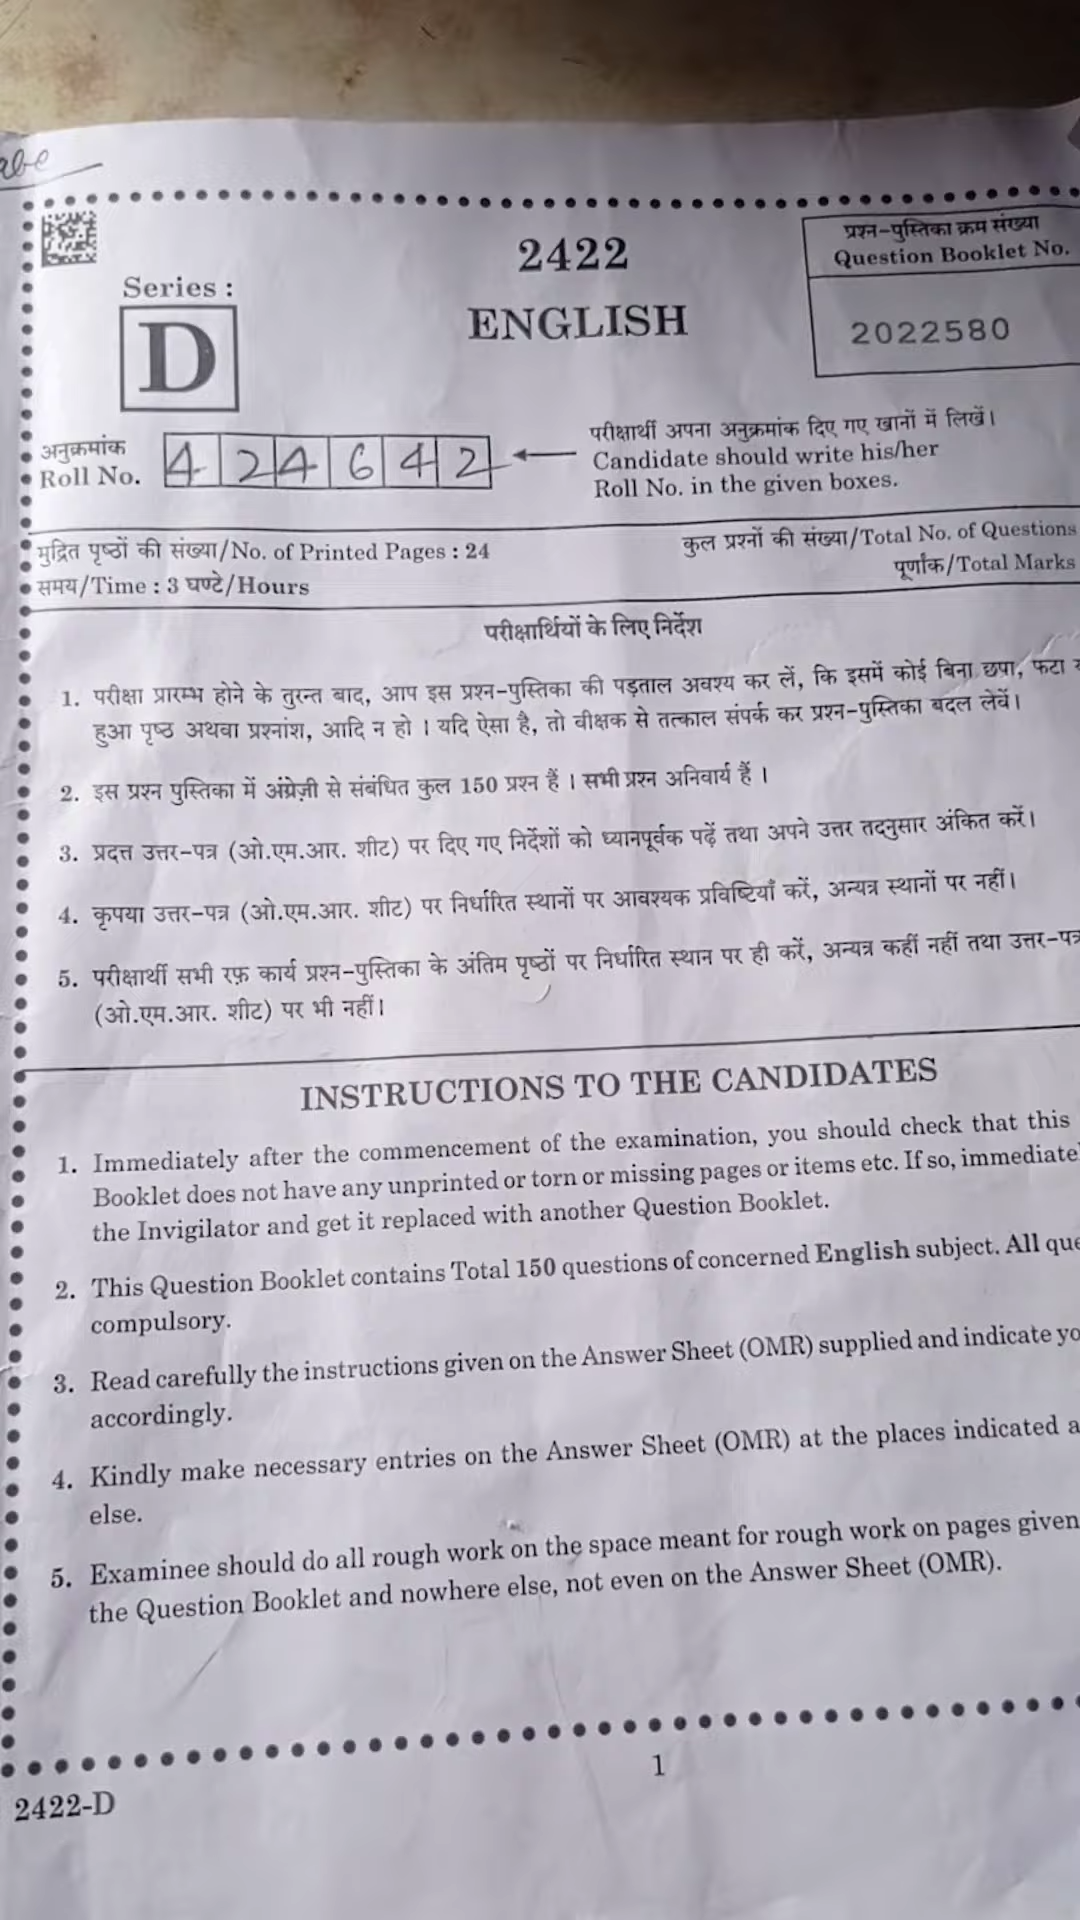 abe
2422
ENGLISH
Series :
D
प्रश्न-पुस्तिका क्रम संख्या
Question Booklet No.
2022580
अनुक्रमांक
Roll No.
4 2 4 6 4 2
परीक्षार्थी अपना अनुक्रमांक दिए गए खानों में लिखें।
Candidate should write his/her
Roll No. in the given boxes.
मुद्रित पृष्ठों की संख्या/No. of Printed Pages : 24
समय/Time : 3 घण्टे/Hours
कुल प्रश्नों की संख्या/Total No. of Questions
पूर्णांक/Total Marks
परीक्षार्थियों के लिए निर्देश
1. परीक्षा प्रारम्भ होने के तुरन्त बाद, आप इस प्रश्न-पुस्तिका की पड़ताल अवश्य कर लें, कि इसमें कोई बिना छपा, फटा
हुआ पृष्ठ अथवा प्रश्नांश, आदि न हो । यदि ऐसा है, तो वीक्षक से तत्काल संपर्क कर प्रश्न-पुस्तिका बदल लेवें।
2. इस प्रश्न पुस्तिका में अंग्रेज़ी से संबंधित कुल 150 प्रश्न हैं । सभी प्रश्न अनिवार्य हैं ।
3. प्रदत्त उत्तर-पत्र (ओ.एम.आर. शीट) पर दिए गए निर्देशों को ध्यानपूर्वक पढ़ें तथा अपने उत्तर तद्नुसार अंकित करें।
4. कृपया उत्तर-पत्र (ओ.एम.आर. शीट) पर निर्धारित स्थानों पर आवश्यक प्रविष्टियाँ करें, अन्यत्र स्थानों पर नहीं।
5. परीक्षार्थी सभी रफ़ कार्य प्रश्न-पुस्तिका के अंतिम पृष्ठों पर निर्धारित स्थान पर ही करें, अन्यत्र कहीं नहीं तथा उत्तर-पत्र
(ओ.एम.आर. शीट) पर भी नहीं।
INSTRUCTIONS TO THE CANDIDATES
1. Immediately after the commencement of the examination, you should check that this
Booklet does not have any unprinted or torn or missing pages or items etc. If so, immediate
the Invigilator and get it replaced with another Question Booklet.
2. This Question Booklet contains Total 150 questions of concerned English subject. All que
compulsory.
3. Read carefully the instructions given on the Answer Sheet (OMR) supplied and indicate yo
accordingly.
4. Kindly make necessary entries on the Answer Sheet (OMR) at the places indicated a
else.
5. Examinee should do all rough work on the space meant for rough work on pages given
the Question Booklet and nowhere else, not even on the Answer Sheet (OMR).
1
2422-D